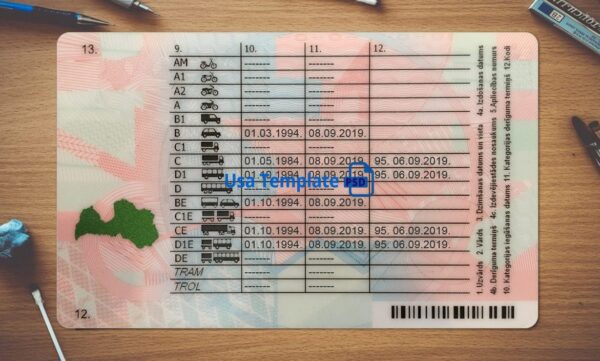 13.
9. 10. 11. 12.
AM ------ ------
A1 ------ ------
A2 ------ ------
A ------ ------
B1 ------ ------
B 01.03.1994. 08.09.2019.
C1 ------ ------
C 01.05.1984. 08.09.2019. 95. 06.09.2019.
D1 01.10.1994. 08.09.2019. 95. 06.09.2019.
Usa Template PSD
D ------ ------
BE 01.10.1994. 08.09.2019.
C1E ------ ------
CE 01.10.1994. 08.09.2019. 95. 06.09.2019.
D1E 01.10.1994. 08.09.2019. 95. 06.09.2019.
DE ------ ------
TRAM ------ ------
TROL ------ ------
12.
1. Uzvārds 2. Vārds 3. Dzimšanas datums un vieta 4a. Izdošanas datums
4b. Derīguma termiņš 4c. Izdevējiestādes nosaukums 5. Apliecības numurs
10. Kategorijas iegūšanas datums 11. Kategorijas derīguma termiņš 12. Kodi